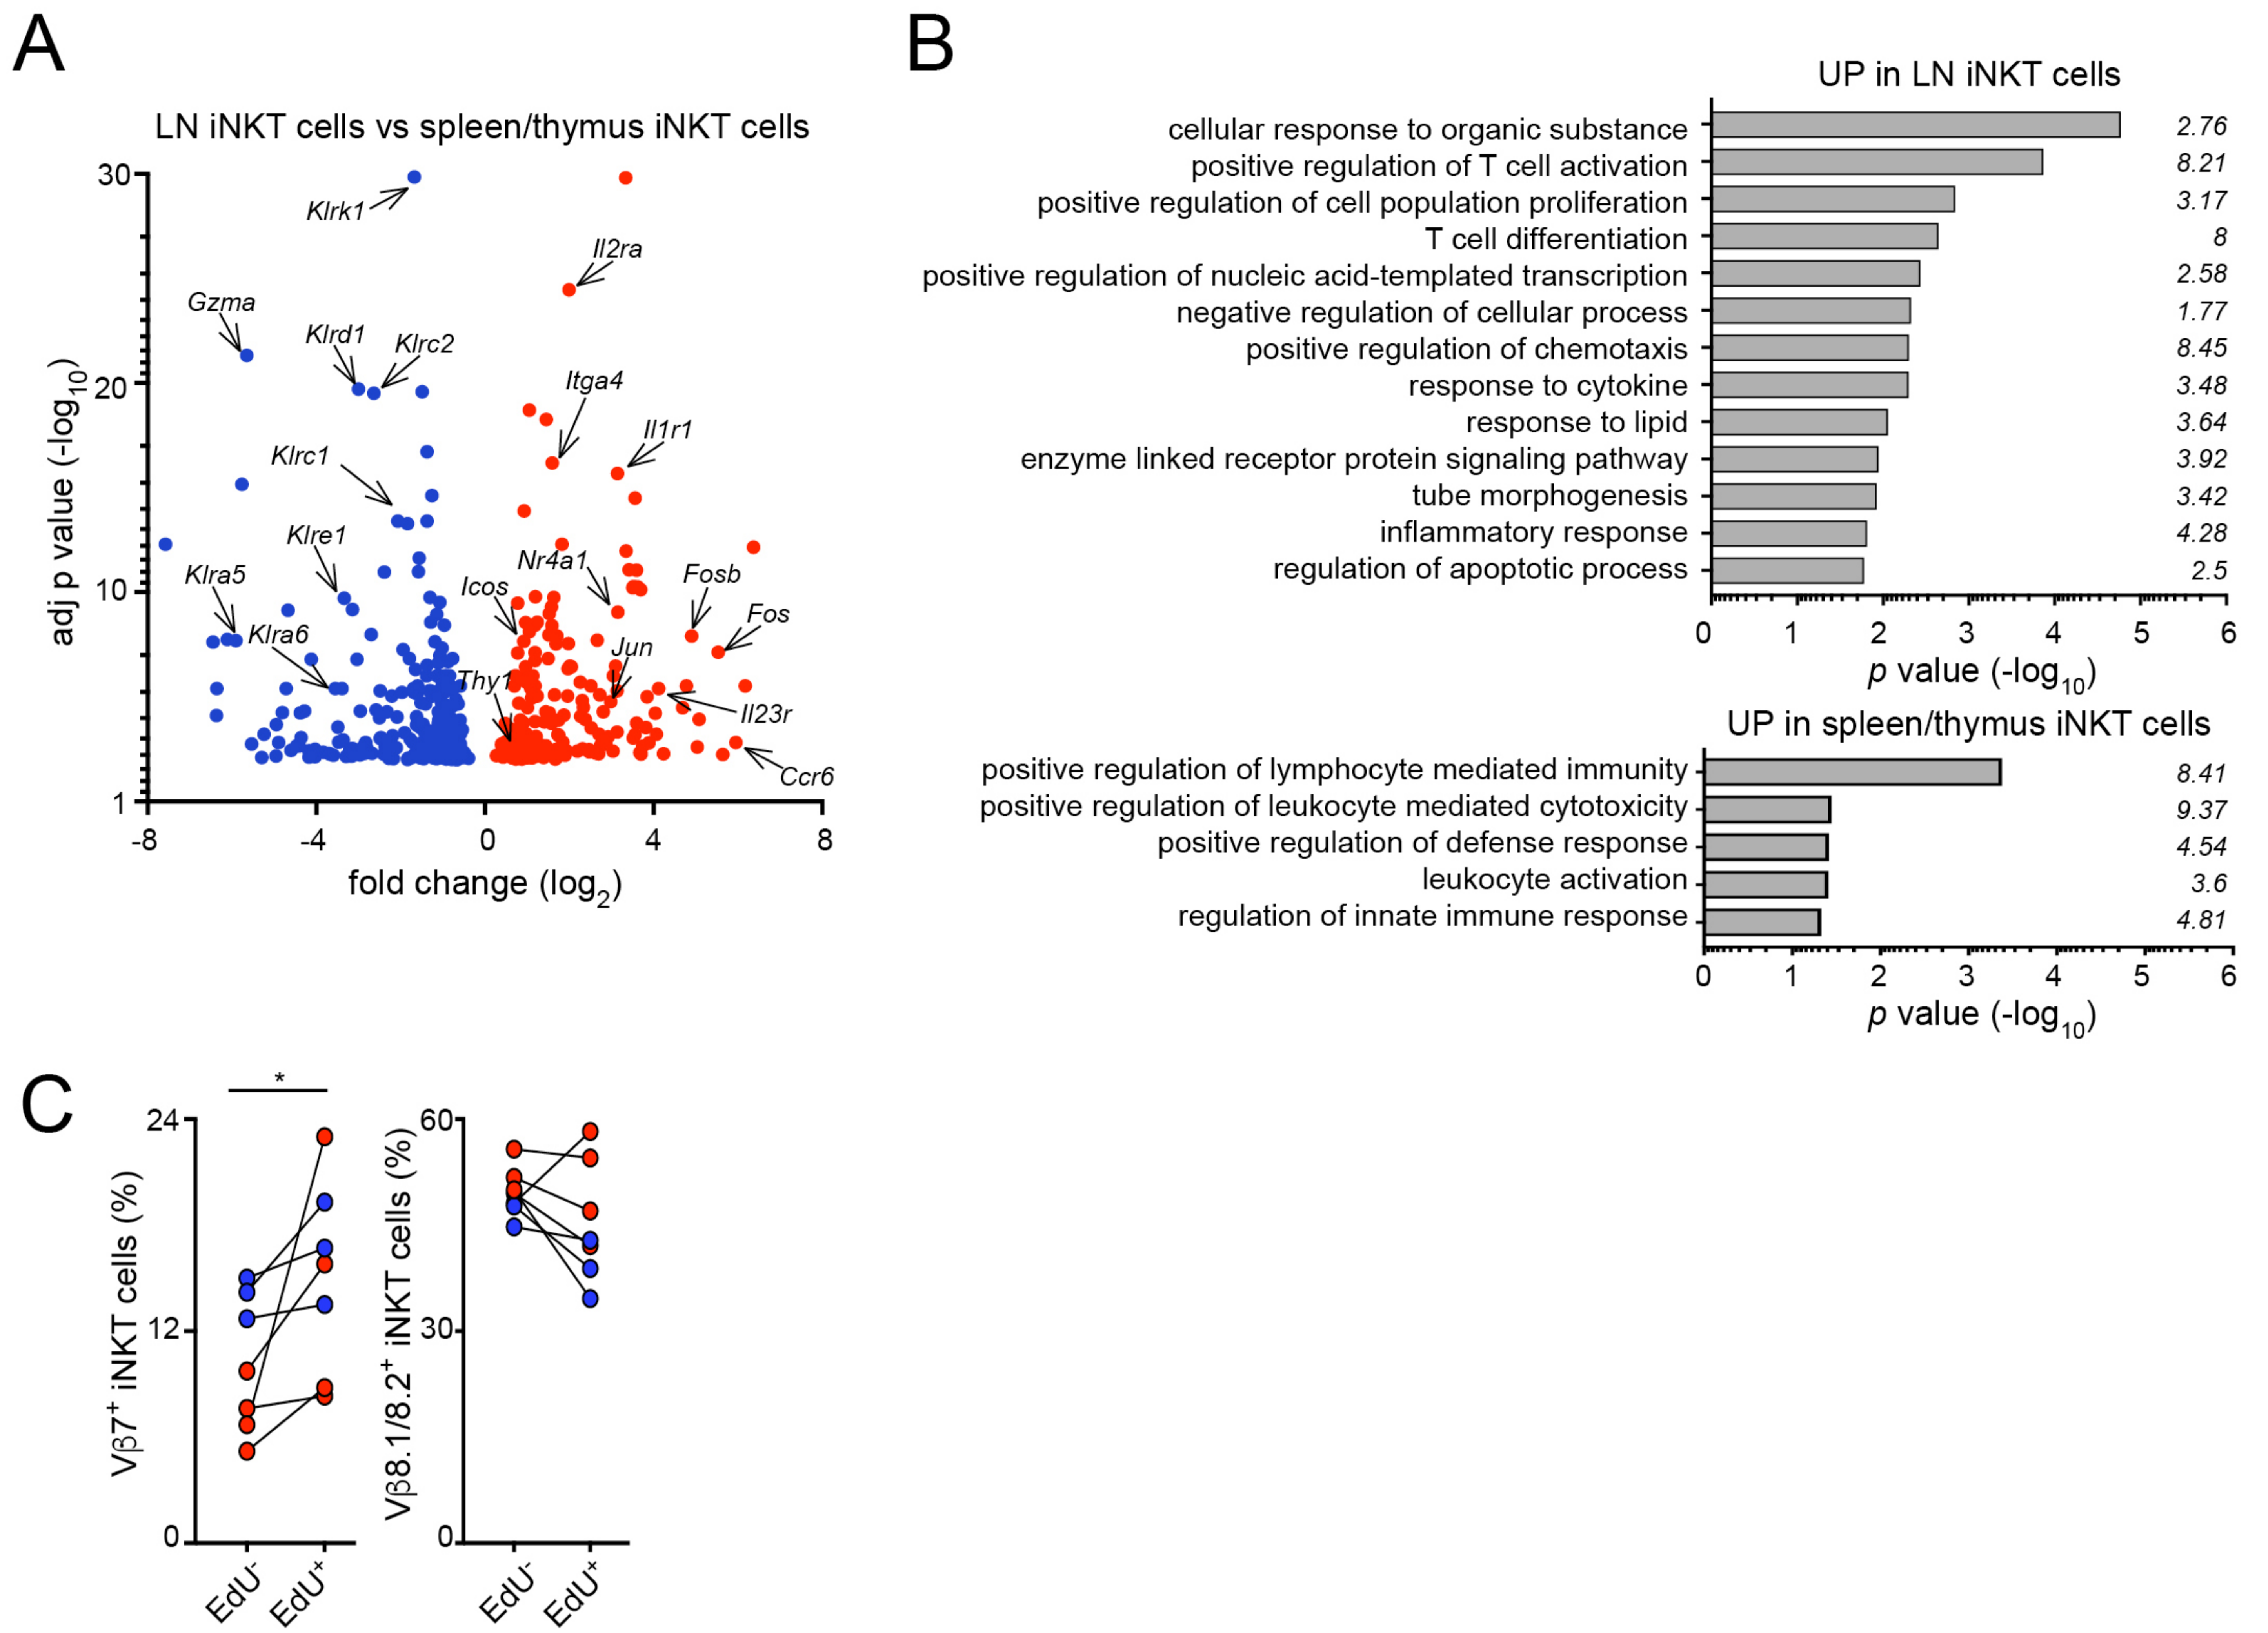 A
LN iNKT cells vs spleen/thymus iNKT cells
adj p value (-log10)
30
20
10
1
Klrk1
Il2ra
Gzma
Klrd1
Klrc2
Itga4
Il1r1
Klrc1
Klre1
Nr4a1
Klra5
Icos
Fosb
Fos
Klra6
Jun
Thy1
Il23r
Ccr6
-8
-4
0
4
8
fold change (log2)
B
UP in LN iNKT cells
cellular response to organic substance 2.76
positive regulation of T cell activation 8.21
positive regulation of cell population proliferation 3.17
T cell differentiation 8
positive regulation of nucleic acid-templated transcription 2.58
negative regulation of cellular process 1.77
positive regulation of chemotaxis 8.45
response to cytokine 3.48
response to lipid 3.64
enzyme linked receptor protein signaling pathway 3.92
tube morphogenesis 3.42
inflammatory response 4.28
regulation of apoptotic process 2.5
0 1 2 3 4 5 6
p value (-log10)
UP in spleen/thymus iNKT cells
positive regulation of lymphocyte mediated immunity 8.41
positive regulation of leukocyte mediated cytotoxicity 9.37
positive regulation of defense response 4.54
leukocyte activation 3.6
regulation of innate immune response 4.81
0 1 2 3 4 5 6
p value (-log10)
C
*
Vβ7+ iNKT cells (%)
24
12
0
EdU-
EdU+
Vβ8.1/8.2+ iNKT cells (%)
60
30
0
EdU-
EdU+